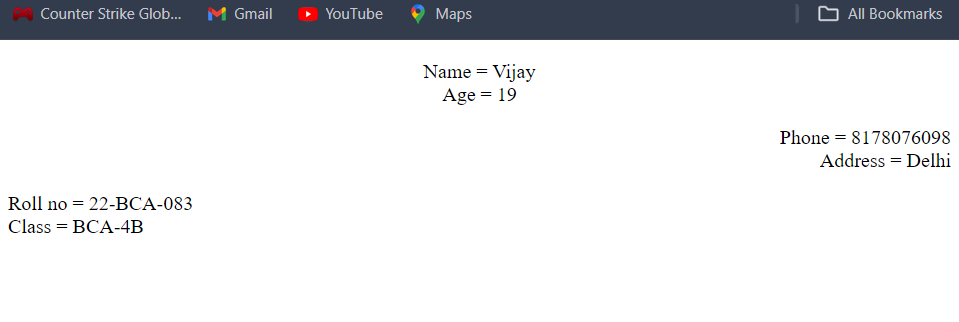 Counter Strike Glob... Gmail YouTube Maps All Bookmarks
Name = Vijay
Age = 19
Phone = 8178076098
Address = Delhi
Roll no = 22-BCA-083
Class = BCA-4B